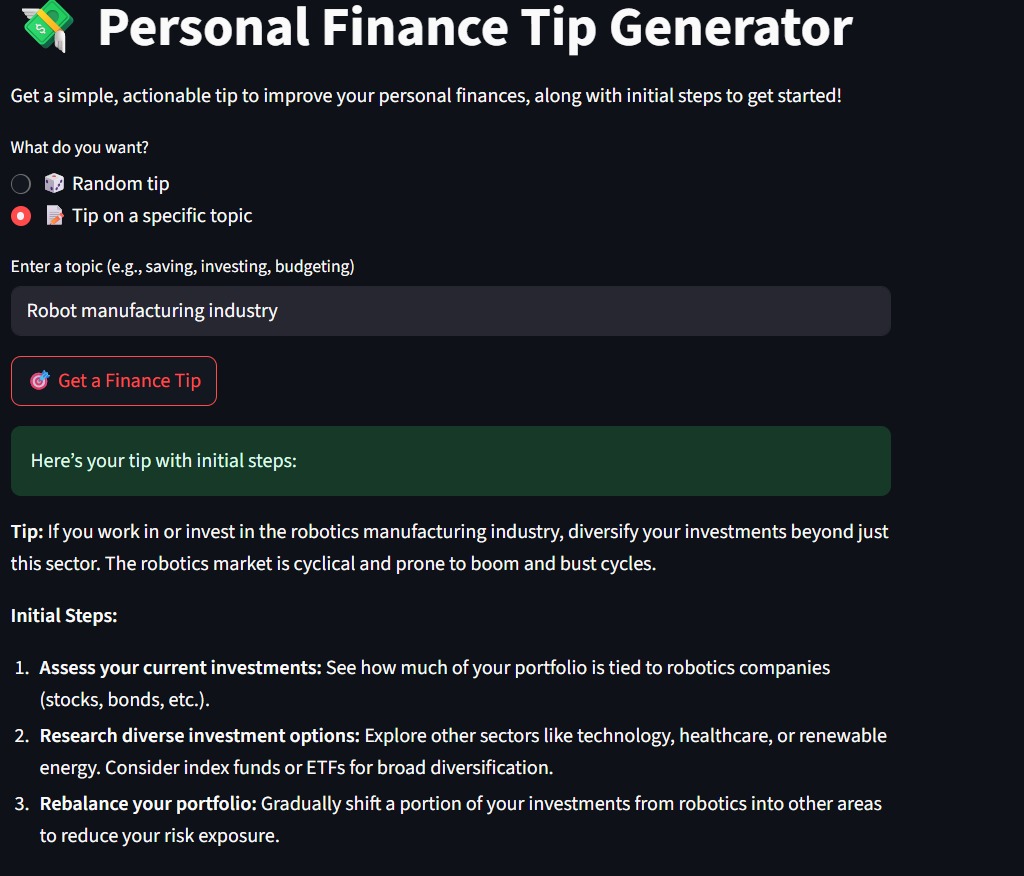 Personal Finance Tip Generator
Get a simple, actionable tip to improve your personal finances, along with initial steps to get started!
What do you want?
Random tip
Tip on a specific topic
Enter a topic (e.g., saving, investing, budgeting)
Robot manufacturing industry
Get a Finance Tip
Here’s your tip with initial steps:
Tip: If you work in or invest in the robotics manufacturing industry, diversify your investments beyond just
this sector. The robotics market is cyclical and prone to boom and bust cycles.
Initial Steps:
1. Assess your current investments: See how much of your portfolio is tied to robotics companies
(stocks, bonds, etc.).
2. Research diverse investment options: Explore other sectors like technology, healthcare, or renewable
energy. Consider index funds or ETFs for broad diversification.
3. Rebalance your portfolio: Gradually shift a portion of your investments from robotics into other areas
to reduce your risk exposure.